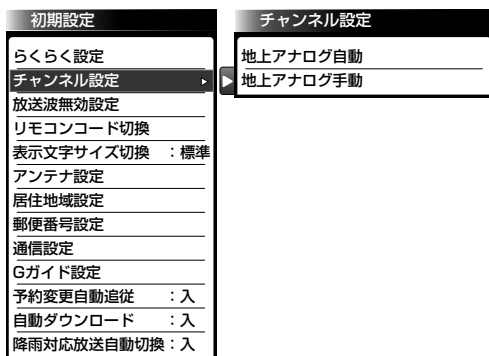 初期設定
らくらく設定
チャンネル設定
放送波無効設定
リモコンコード切換
表示文字サイズ切換 ：標準
アンテナ設定
居住地域設定
郵便番号設定
通信設定
Gガイド設定
予約変更自動追従 ：入
自動ダウンロード ：入
降雨対応放送自動切換：入
チャンネル設定
地上アナログ自動
地上アナログ手動